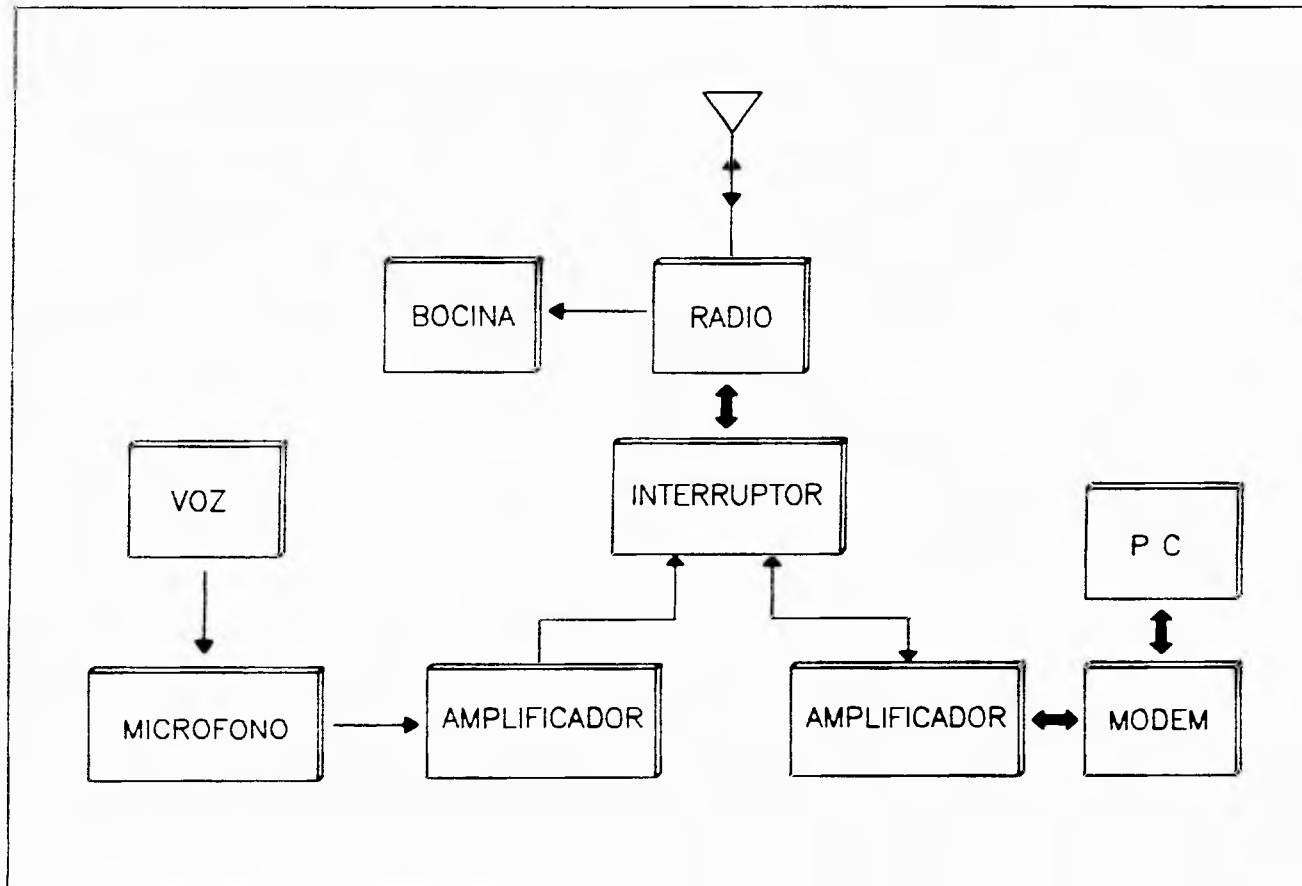 BOCINA
RADIO
VOZ
INTERRUPTOR
P C
MICROFONO
AMPLIFICADOR
AMPLIFICADOR
MODEM